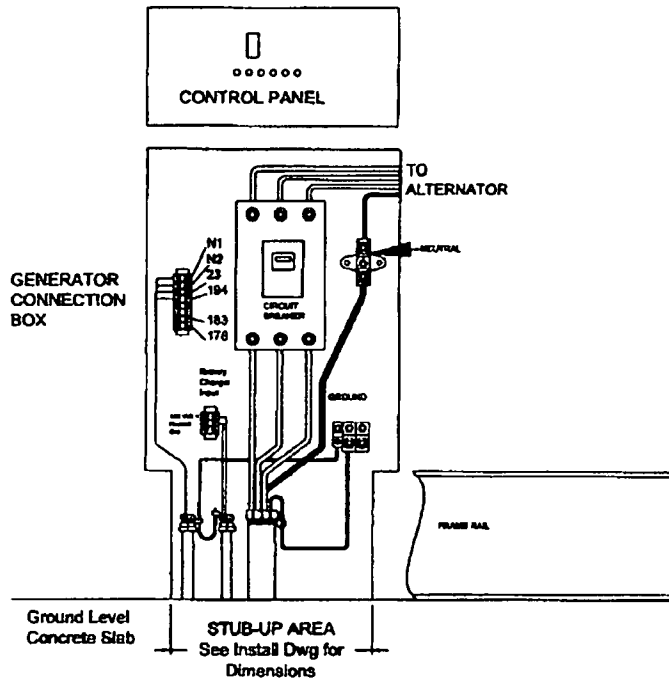 CONTROL PANEL
TO
ALTERNATOR
NEUTRAL
N1
N2
23
194
183
178
GENERATOR
CONNECTION
BOX
CIRCUIT
BREAKER
Battery
Charger
Input
GROUND
FRAME RAIL
Ground Level
Concrete Slab
STUB-UP AREA
See Install Dwg for
Dimensions